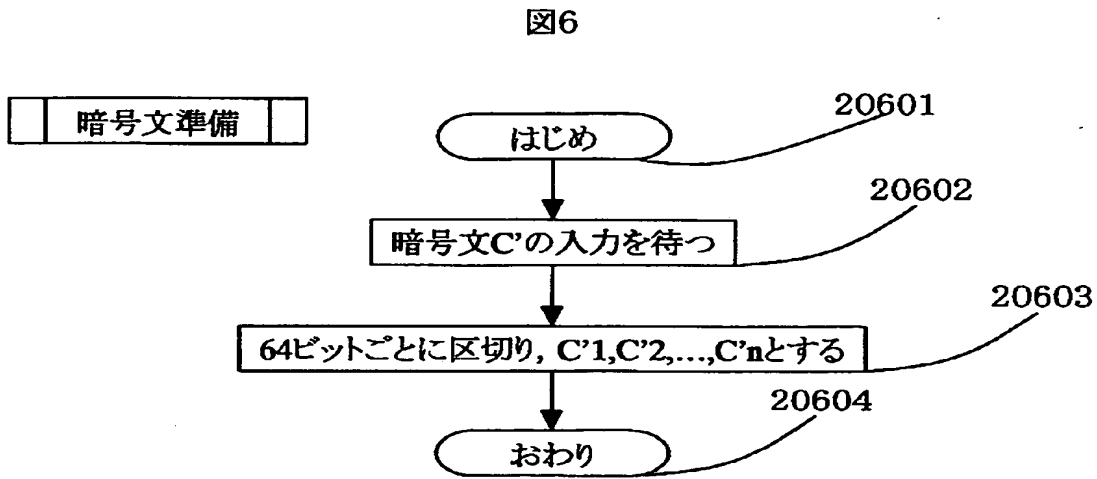 図6
暗号文準備
はじめ
20601
20602
暗号文C'の入力を待つ
20603
64ビットごとに区切り, C'1,C'2,...,C'nとする
20604
おわり